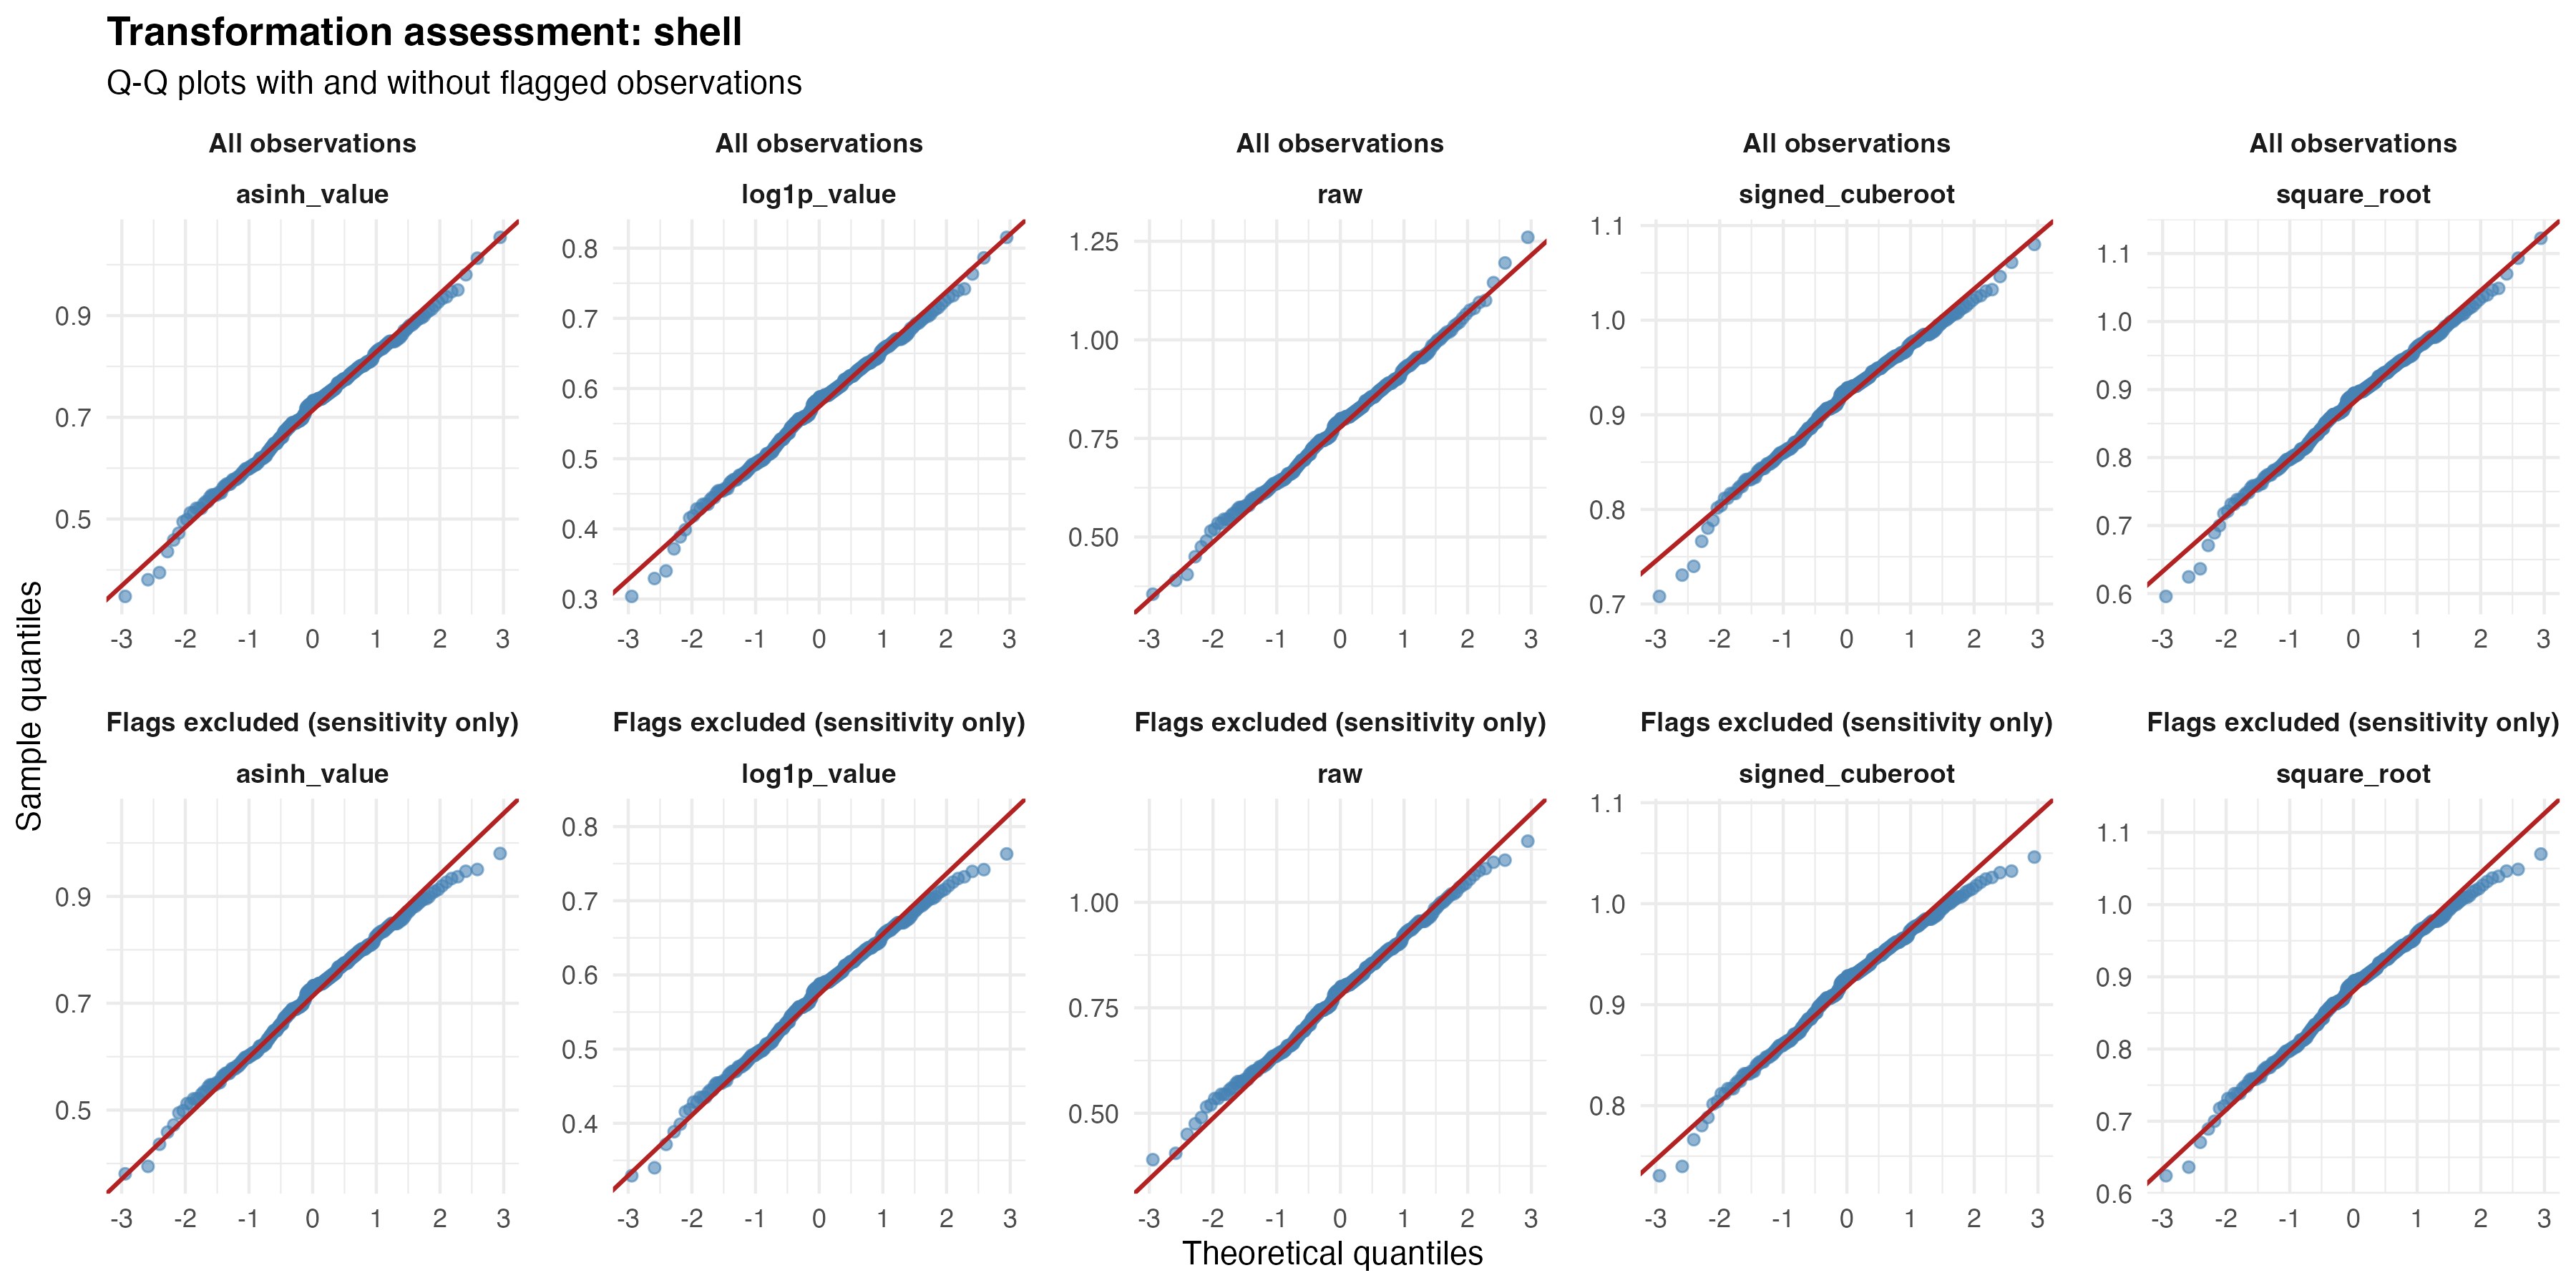 Transformation assessment: shell
Q-Q plots with and without flagged observations
All observations All observations All observations All observations All observations
asinh_value log1p_value raw signed_cuberoot square_root
0.9
0.7
0.5
-3 -2 -1 0 1 2 3
0.8
0.7
0.6
0.5
0.4
0.3
-3 -2 -1 0 1 2 3
1.25
1.00
0.75
0.50
-3 -2 -1 0 1 2 3
1.1
1.0
0.9
0.8
0.7
-3 -2 -1 0 1 2 3
1.1
1.0
0.9
0.8
0.7
0.6
-3 -2 -1 0 1 2 3
Sample quantiles
Flags excluded (sensitivity only) Flags excluded (sensitivity only) Flags excluded (sensitivity only) Flags excluded (sensitivity only) Flags excluded (sensitivity only)
asinh_value log1p_value raw signed_cuberoot square_root
0.9
0.7
0.5
-3 -2 -1 0 1 2 3
0.8
0.7
0.6
0.5
0.4
-3 -2 -1 0 1 2 3
1.00
0.75
0.50
-3 -2 -1 0 1 2 3
1.1
1.0
0.9
0.8
-3 -2 -1 0 1 2 3
1.1
1.0
0.9
0.8
0.7
0.6
-3 -2 -1 0 1 2 3
Theoretical quantiles